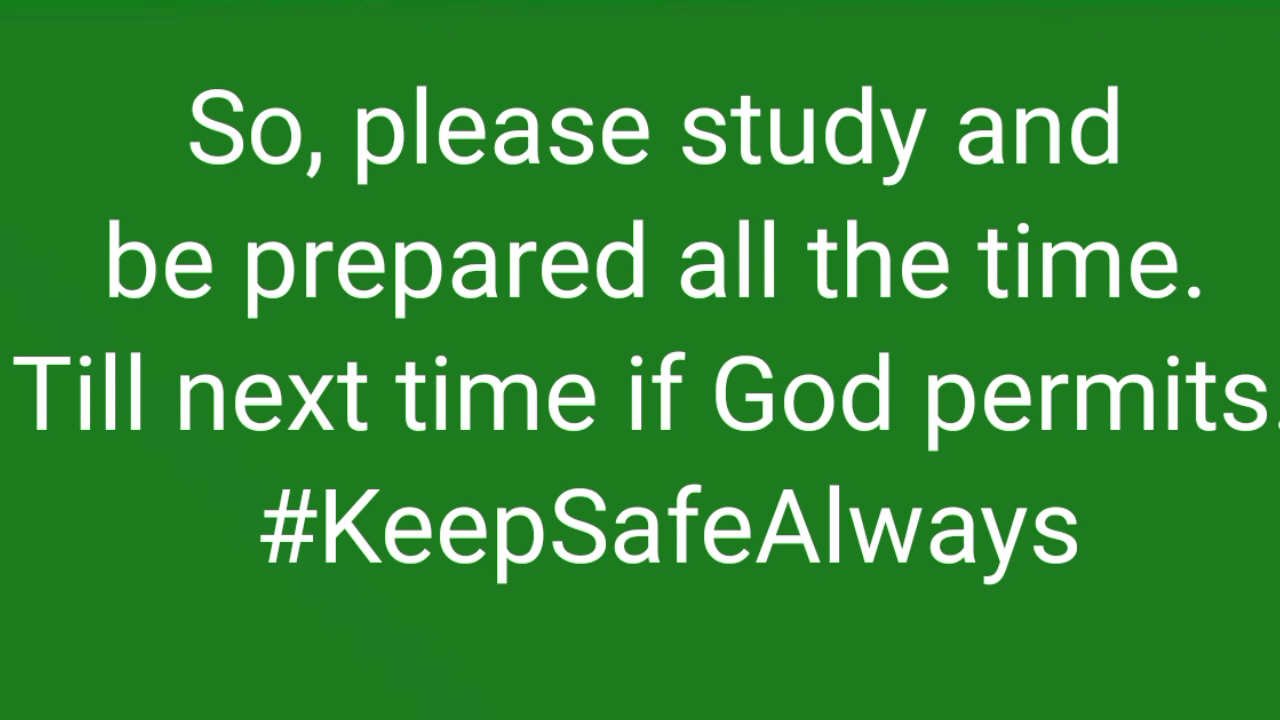 So, please study and
be prepared all the time.
Till next time if God permits.
#KeepSafeAlways